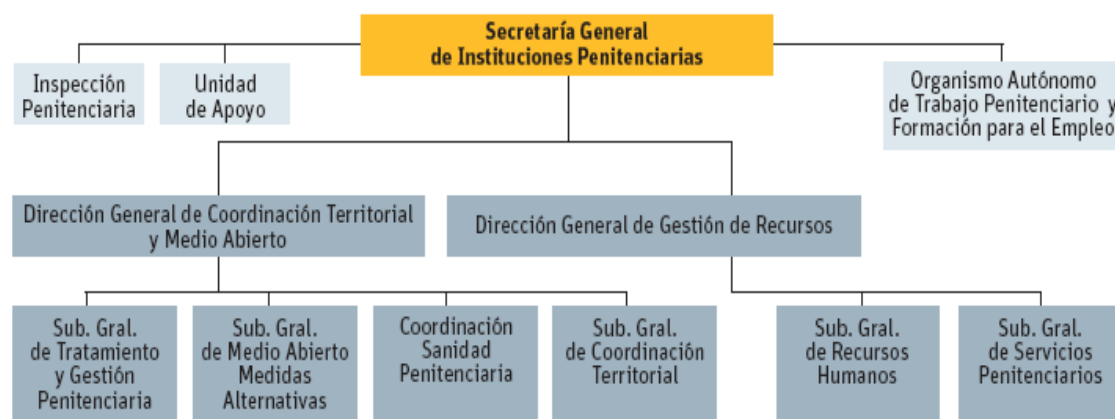 Secretaría General
de Instituciones Penitenciarias
Inspección
Penitenciaria
Unidad
de Apoyo
Organismo Autónomo
de Trabajo Penitenciario y
Formación para el Empleo
Dirección General de Coordinación Territorial
y Medio Abierto
Dirección General de Gestión de Recursos
Sub. Gral.
de Tratamiento
y Gestión
Penitenciaria
Sub. Gral.
de Medio Abierto
Medidas
Alternativas
Coordinación
Sanidad
Penitenciaria
Sub. Gral.
de Coordinación
Territorial
Sub. Gral.
de Recursos
Humanos
Sub. Gral.
de Servicios
Penitenciarios